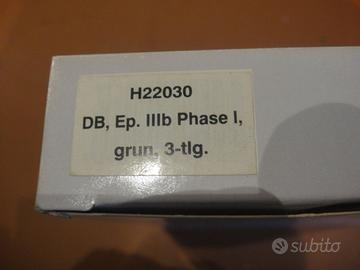 H22030
DB, Ep. IIIb Phase I,
grun, 3-tlg.
subito